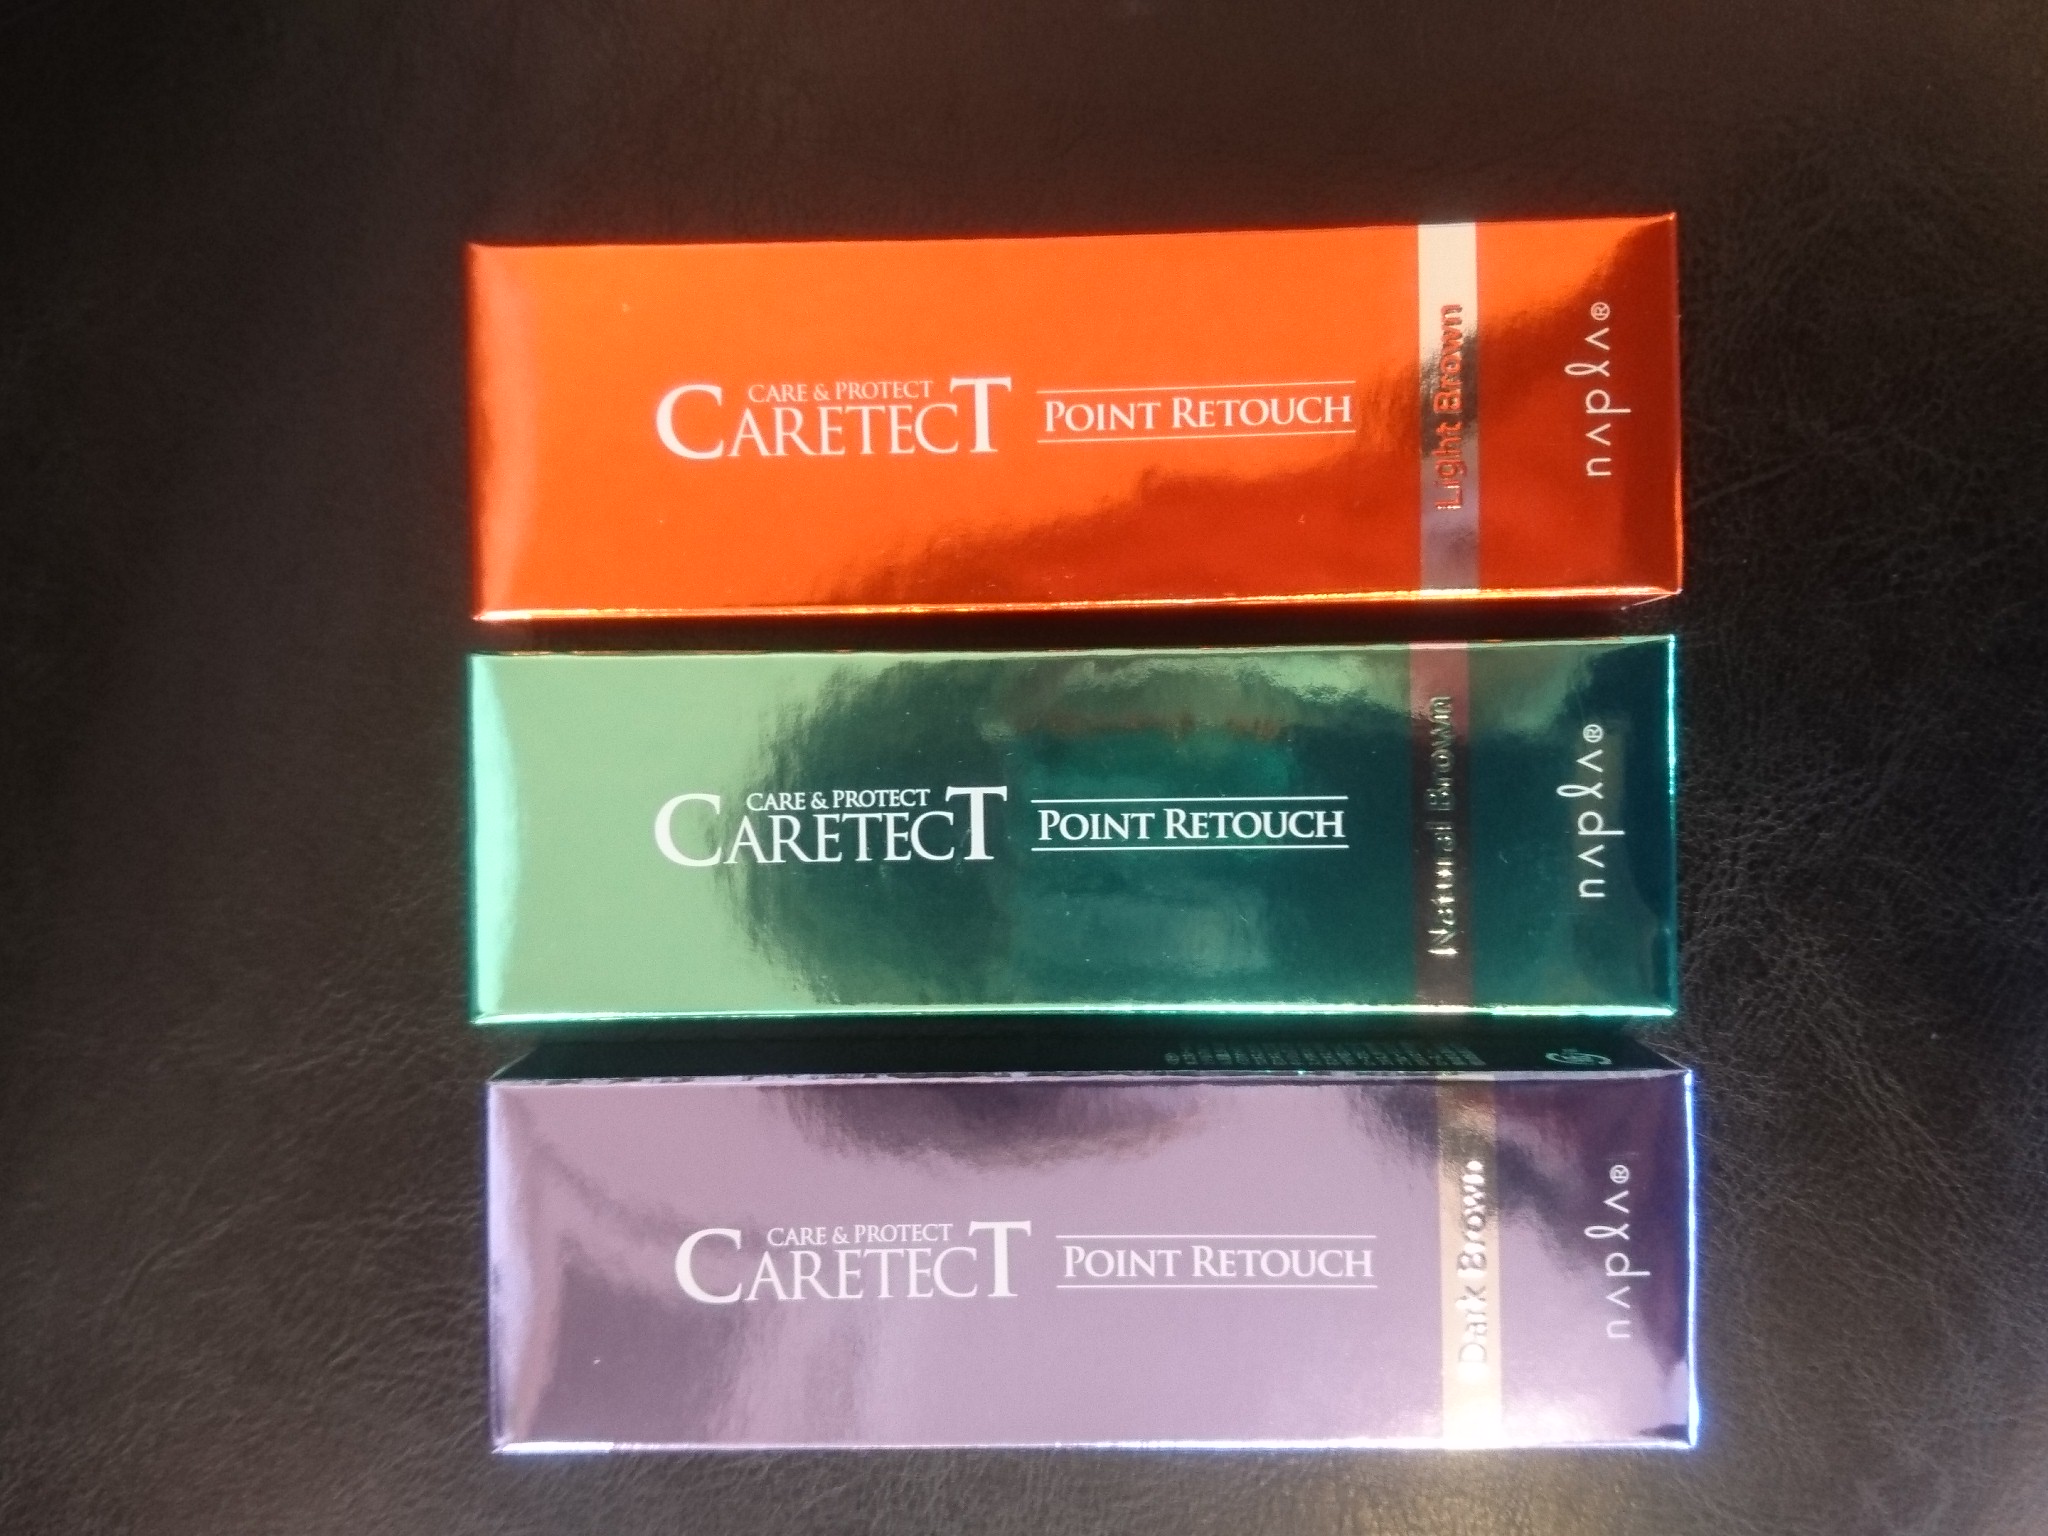 CARE & PROTECT
CARETECT
POINT RETOUCH
Light Brown
napla®
CARE & PROTECT
CARETECT
POINT RETOUCH
Natural Brown
napla®
CARE & PROTECT
CARETECT
POINT RETOUCH
Dark Brown
napla®